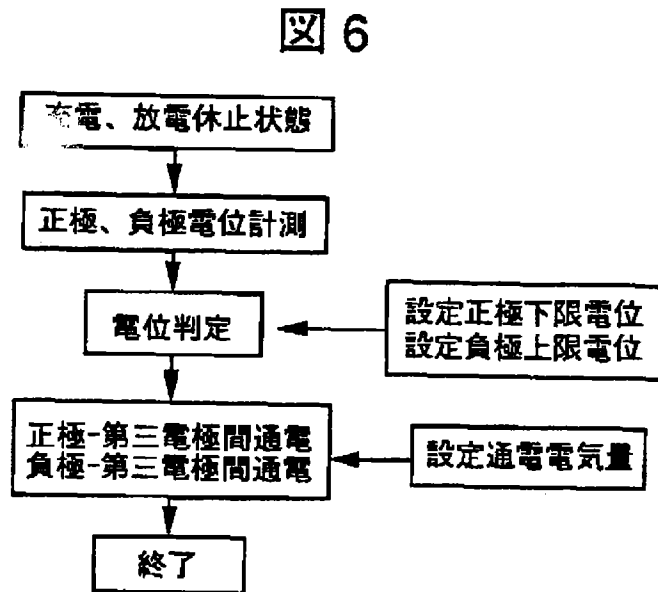 図 6
充電、放電休止状態
正極、負極電位計測
電位判定
設定正極下限電位
設定負極上限電位
正極-第三電極間通電
負極-第三電極間通電
設定通電電気量
終了